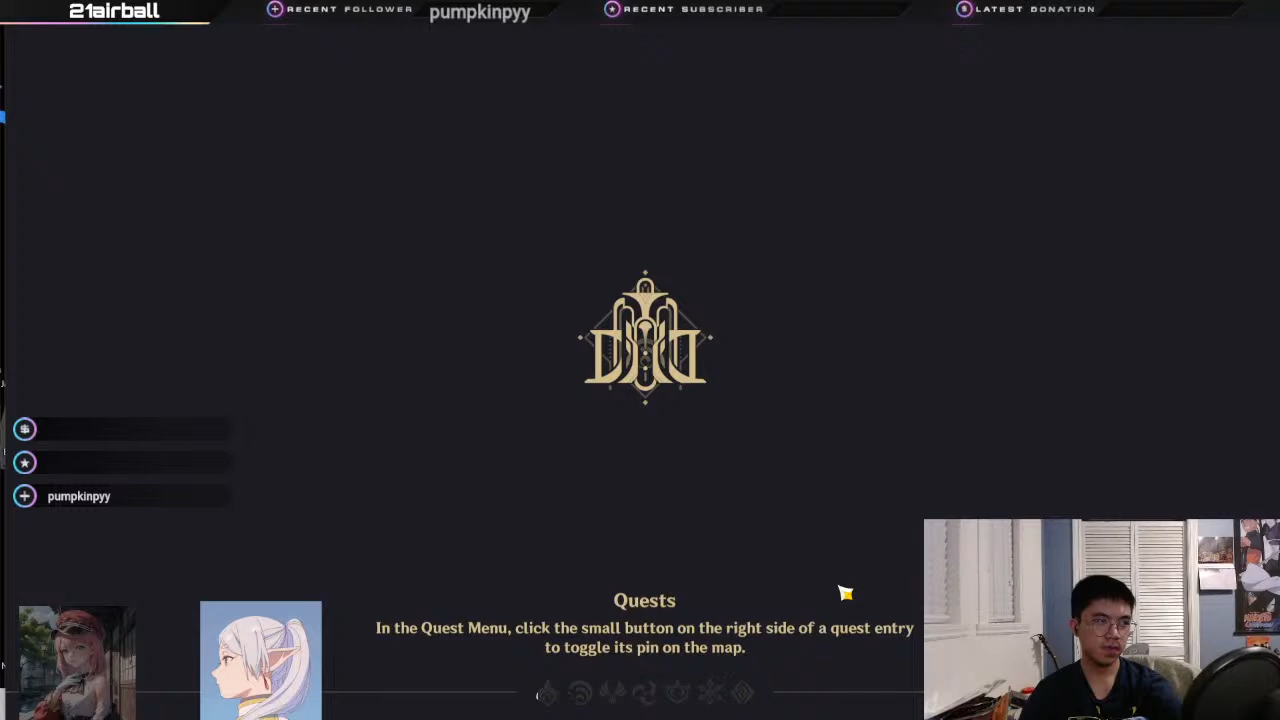 21airball
RECENT FOLLOWER
pumpkinpyy
RECENT SUBSCRIBER
LATEST DONATION
pumpkinpyy
Quests
In the Quest Menu, click the small button on the right side of a quest entry
to toggle its pin on the map.